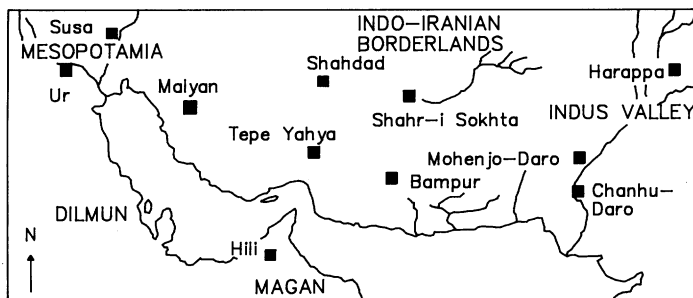 Susa
MESOPOTAMIA
Ur
Malyan
Shahdad
INDO-IRANIAN
BORDERLANDS
Shahr-i Sokhta
Harappa
INDUS VALLEY
Tepe Yahya
Mohenjo-Daro
Bampur
Chanhu-
Daro
DILMUN
Hili
MAGAN
N